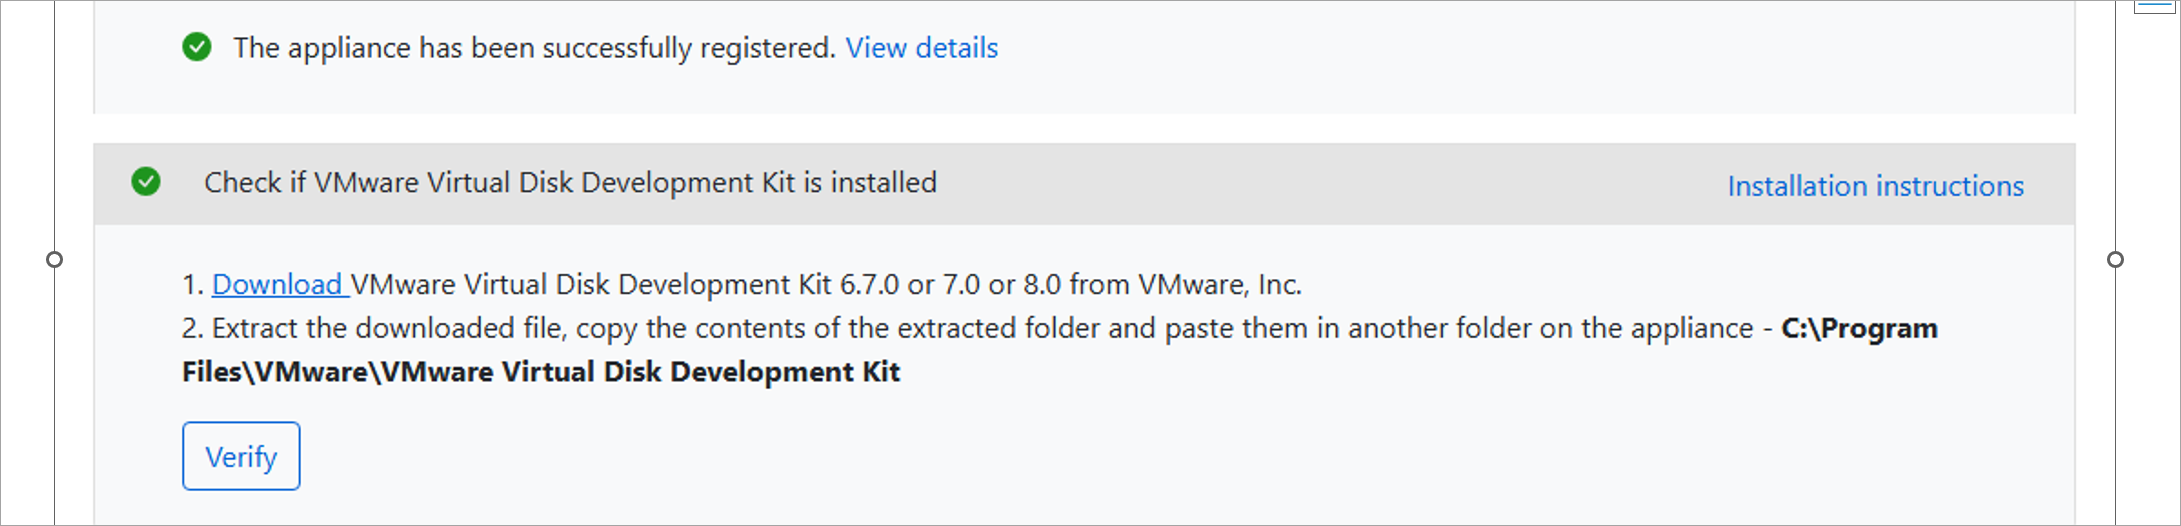 The appliance has been successfully registered. View details
Check if VMware Virtual Disk Development Kit is installed
Installation instructions
1. Download VMware Virtual Disk Development Kit 6.7.0 or 7.0 or 8.0 from VMware, Inc.
2. Extract the downloaded file, copy the contents of the extracted folder and paste them in another folder on the appliance - C:\Program
Files\VMware\VMware Virtual Disk Development Kit
Verify